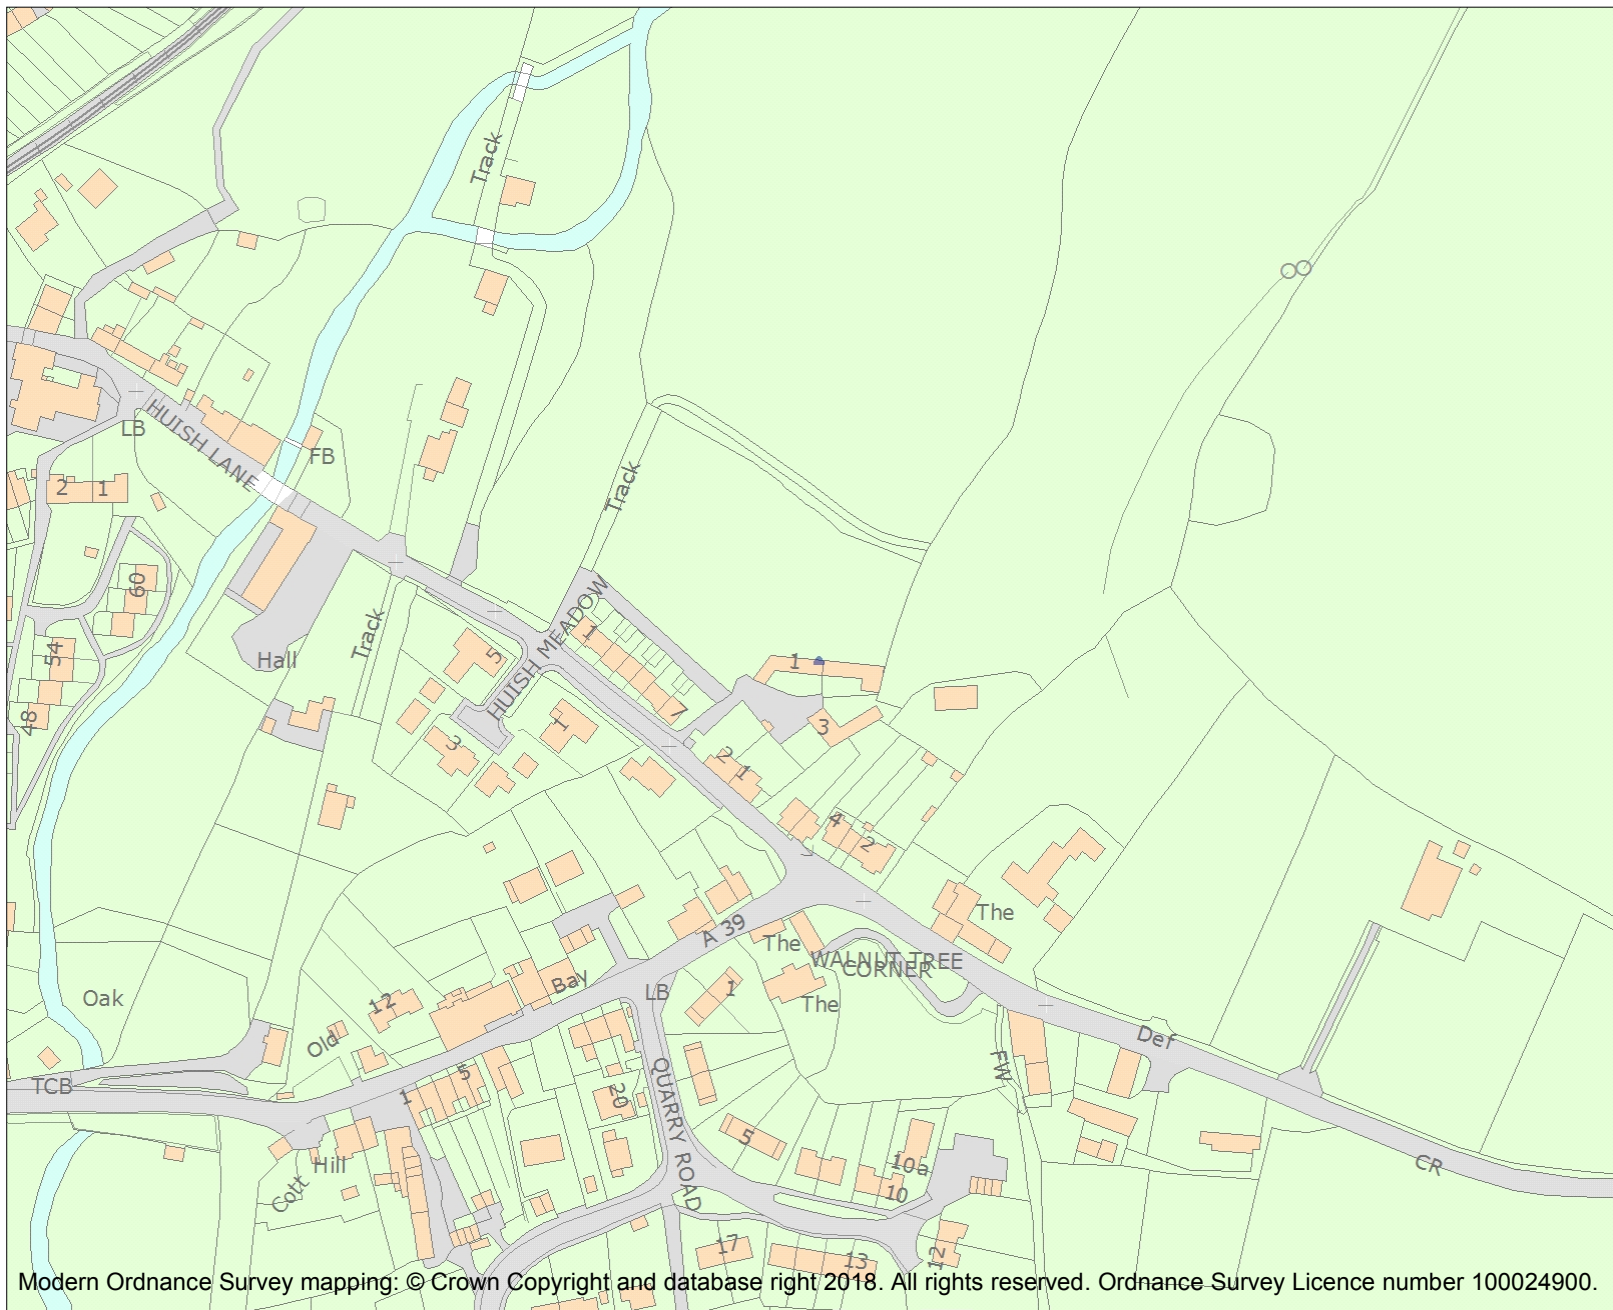 Track
LB
HUISH LANE
FB
Track
2
1
60
HUISH MEADOW
1
Track
54
Hall
5
1
48
7
3
1
3
2
1
4
2
The
A 39
The
WALNUT TREE
CORNER
Bay
LB
1
The
Oak
12
Old
Def
FW
TCB
5
1
20
QUARRY ROAD
5
Hill
10a
CR
Cott
10
17
13
12
Modern Ordnance Survey mapping: © Crown Copyright and database right 2018. All rights reserved. Ordnance Survey Licence number 100024900.